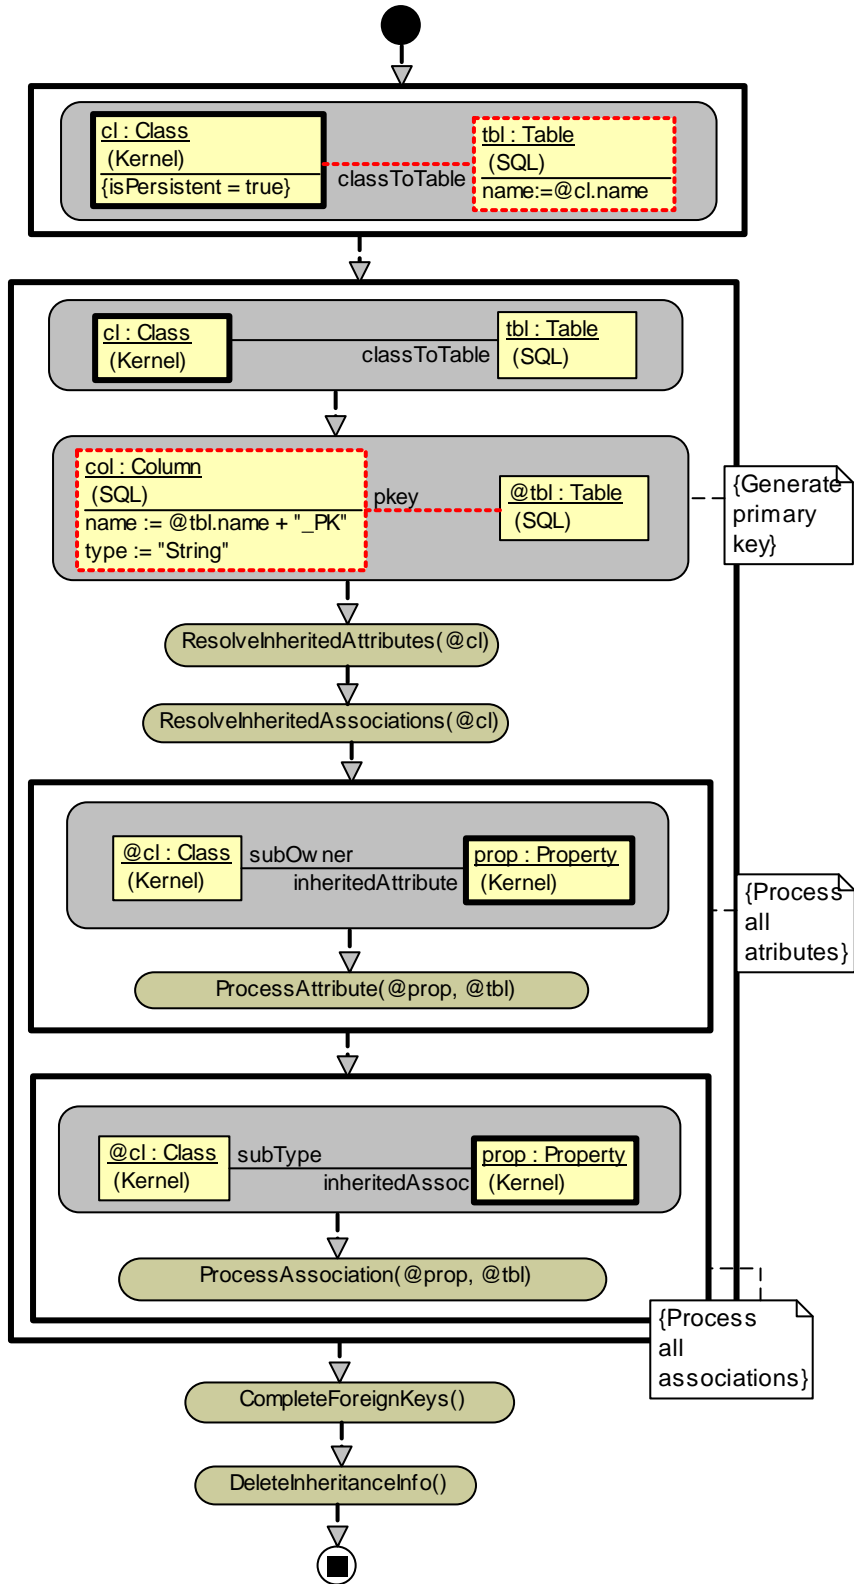 cl : Class
(Kernel)
{isPersistent = true}
classToTable
tbl : Table
(SQL)
name:=@cl.name
cl : Class
(Kernel)
classToTable
tbl : Table
(SQL)
col : Column
(SQL)
name := @tbl.name + "_PK"
type := "String"
pkey
@tbl : Table
(SQL)
{Generate
primary
key}
ResolveInheritedAttributes(@cl)
ResolveInheritedAssociations(@cl)
@cl : Class
(Kernel)
subOwner
inheritedAttribute
prop : Property
(Kernel)
{Process
all
atributes}
ProcessAttribute(@prop, @tbl)
@cl : Class
(Kernel)
subType
inheritedAssoc
prop : Property
(Kernel)
ProcessAssociation(@prop, @tbl)
{Process
all
associations}
CompleteForeignKeys()
DeleteInheritanceInfo()